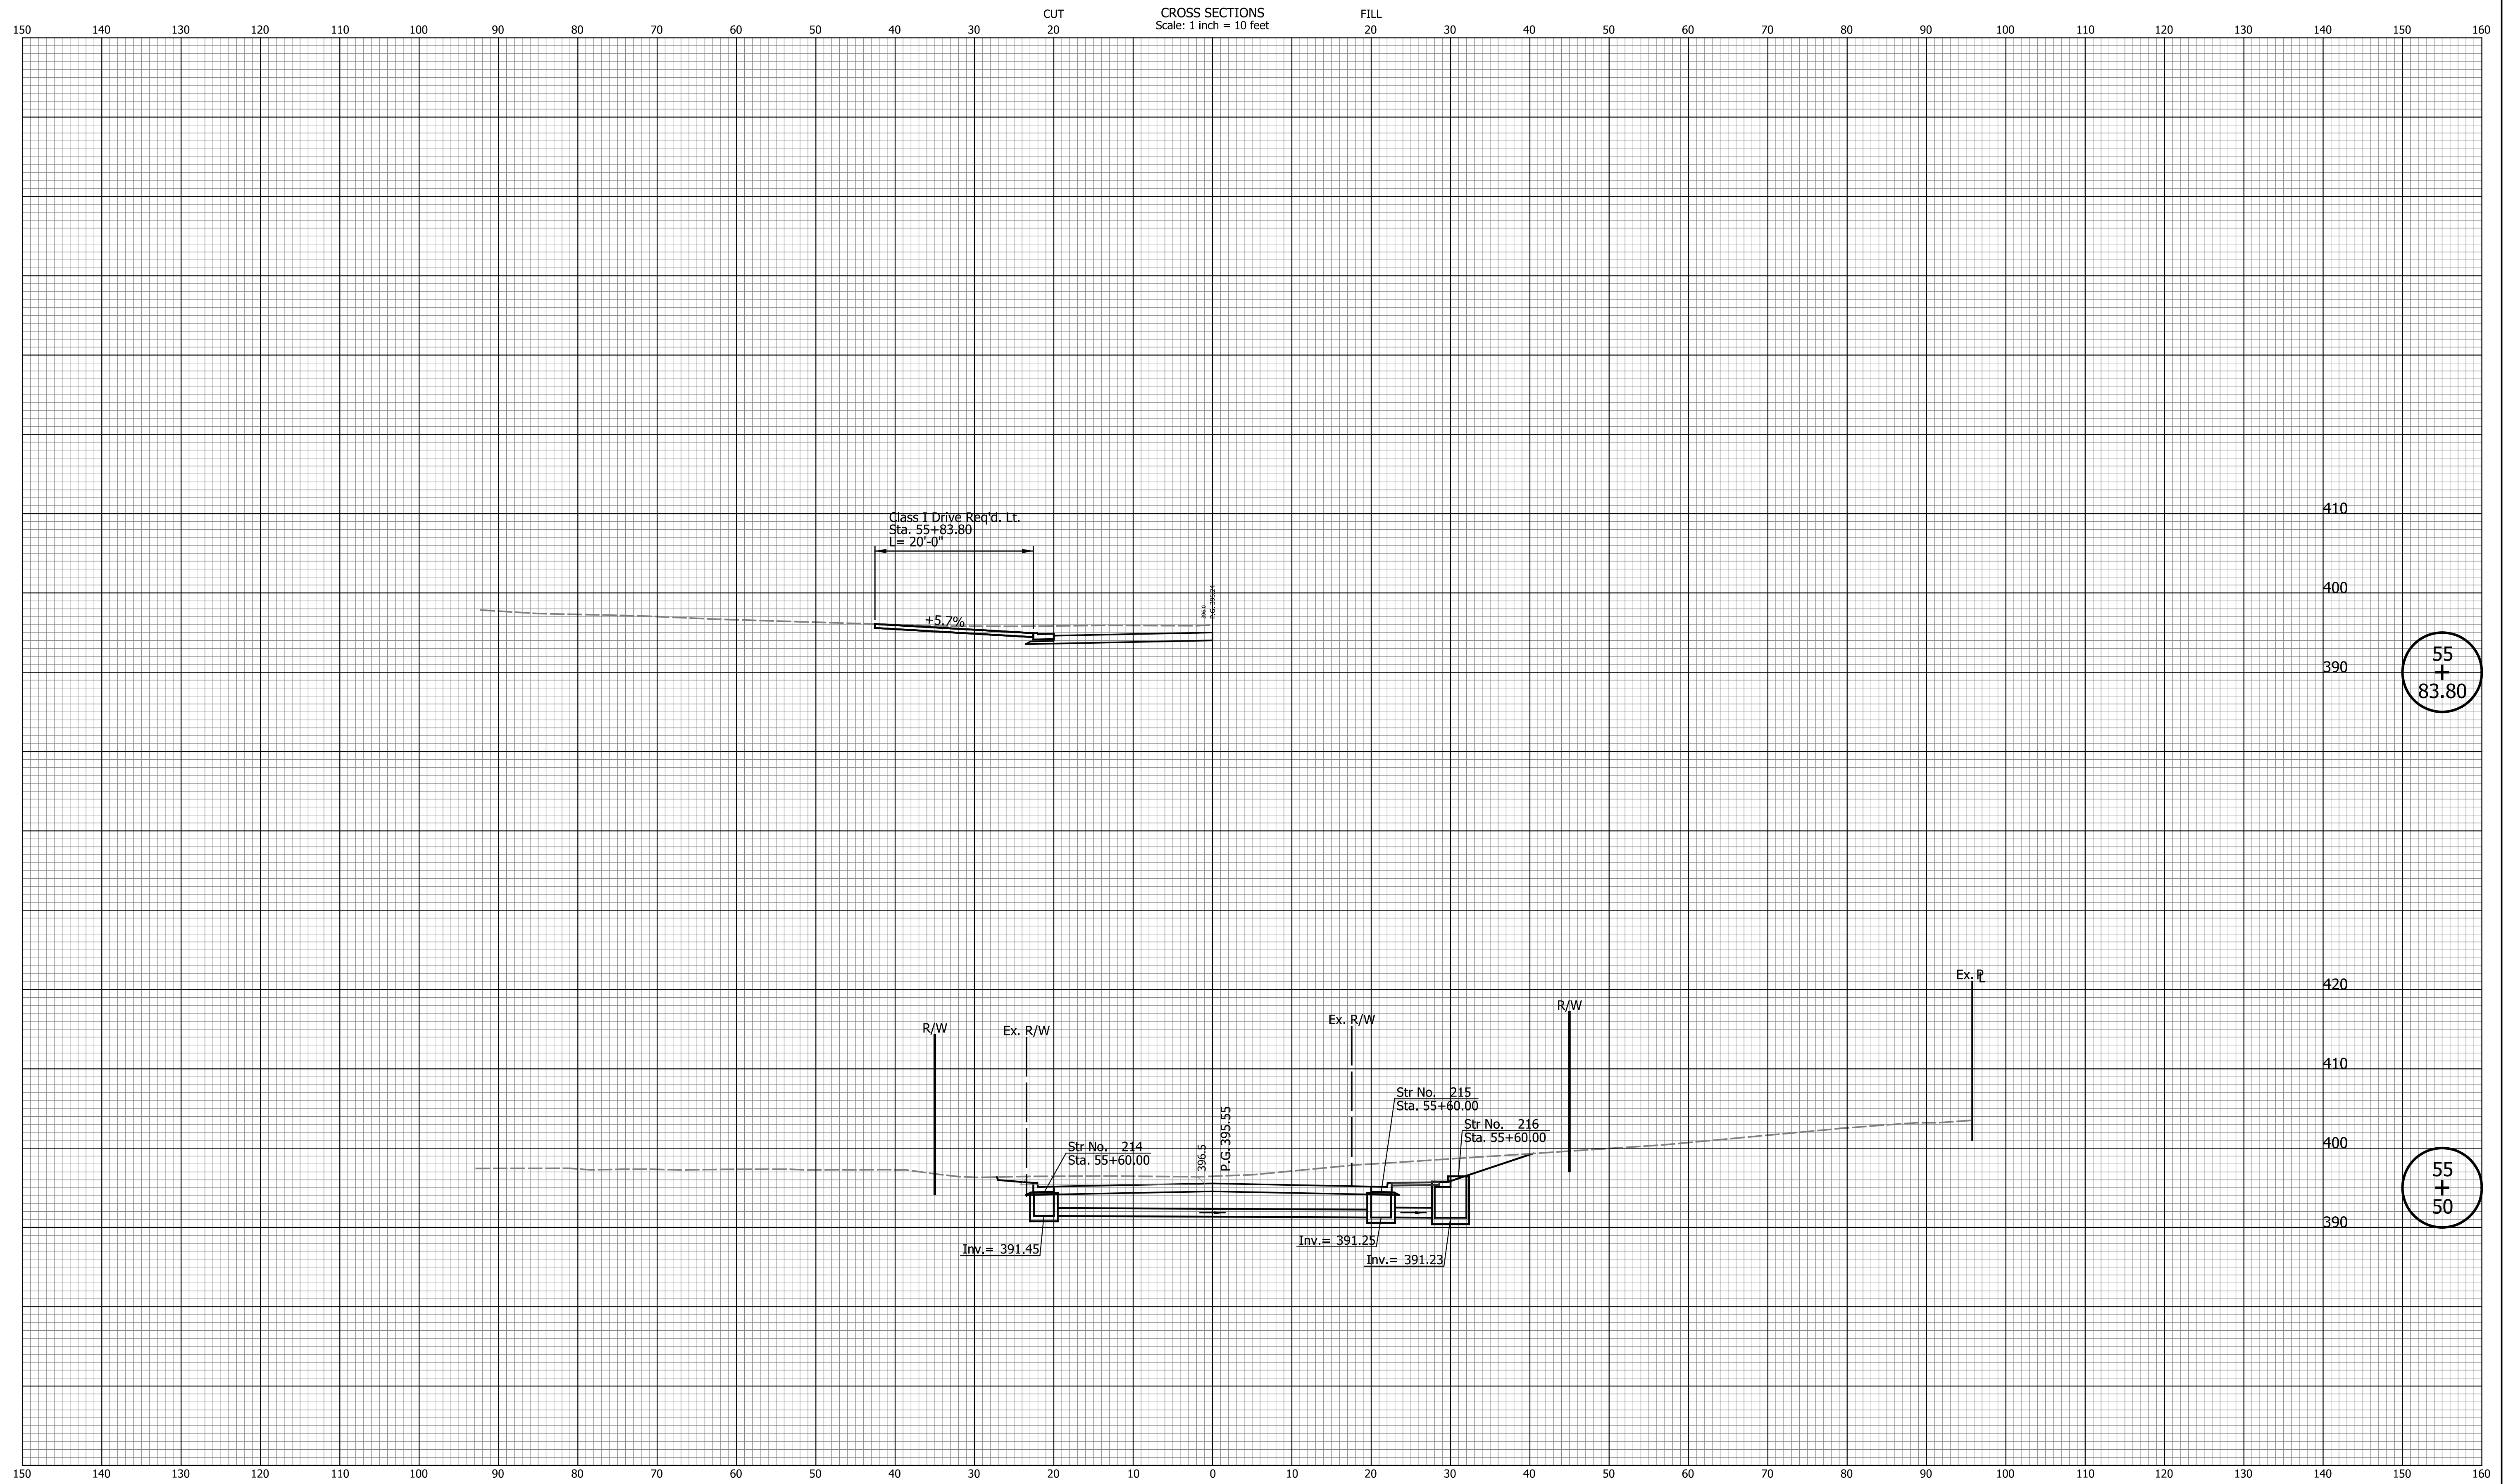 CUT CROSS SECTIONS FILL
Scale: 1 inch = 10 feet
150 140 130 120 110 100 90 80 70 60 50 40 30 20 10 0 20 30 40 50 60 70 80 90 100 110 120 130 140 150 160
410
Class I Drive Req'd. Lt.
Sta. 55+83.80
L= 20'-0"
400
396.0
P.G. 395.24
+5.7%
390
55
+
83.80
Ex. PL
420
R/W
Ex. R/W
Ex. R/W
R/W
410
Str No. 215
Sta. 55+60.00
Str No. 216
Sta. 55+60.00
P.G.395.55
396.5
Str No. 214
Sta. 55+60.00
400
55
+
50
390
Inv.= 391.45
Inv.= 391.25
Inv.= 391.23
150 140 130 120 110 100 90 80 70 60 50 40 30 20 10 0 10 20 30 40 50 60 70 80 90 100 110 120 130 140 150 160